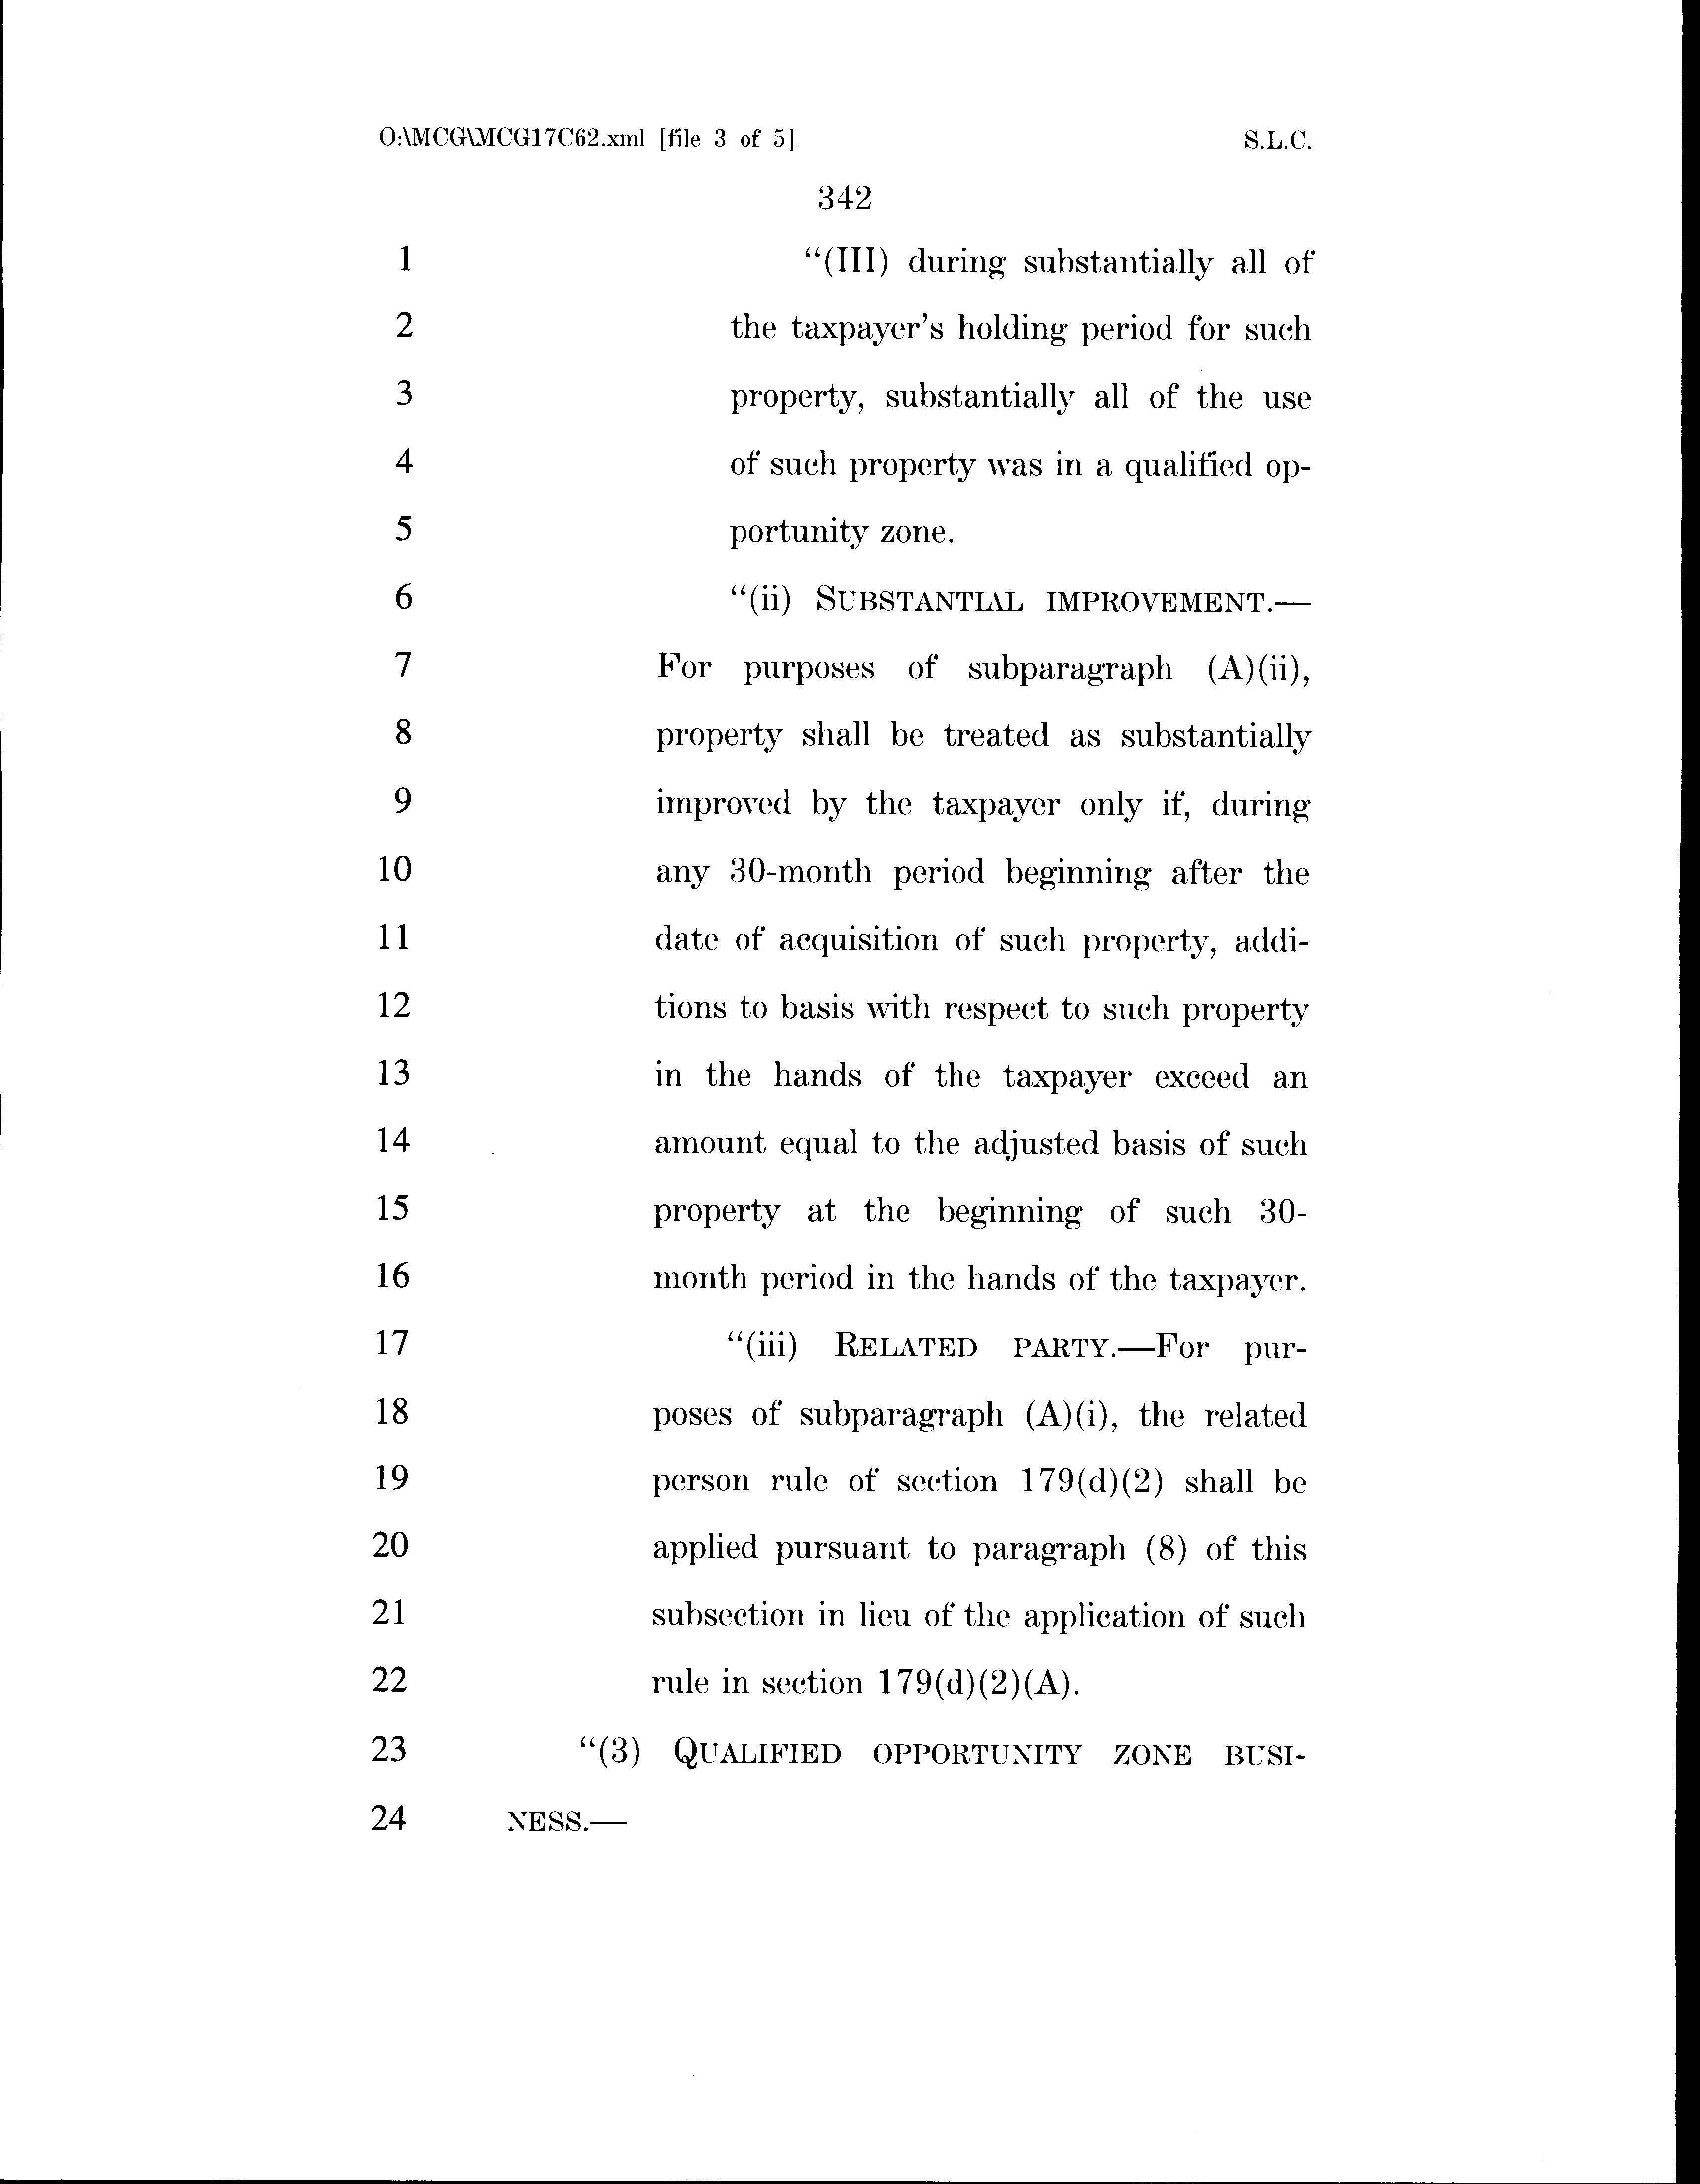 O:\MCG\MCG17C62.xml [file 3 of 5] S.L.C.
342
1 “(III) during substantially all of
2 the taxpayer’s holding period for such
3 property, substantially all of the use
4 of such property was in a qualified op-
5 portunity zone.
6 “(ii) SUBSTANTIAL IMPROVEMENT.—
7 For purposes of subparagraph (A)(ii),
8 property shall be treated as substantially
9 improved by the taxpayer only if, during
10 any 30-month period beginning after the
11 date of acquisition of such property, addi-
12 tions to basis with respect to such property
13 in the hands of the taxpayer exceed an
14 amount equal to the adjusted basis of such
15 property at the beginning of such 30-
16 month period in the hands of the taxpayer.
17 “(iii) RELATED PARTY.—For pur-
18 poses of subparagraph (A)(i), the related
19 person rule of section 179(d)(2) shall be
20 applied pursuant to paragraph (8) of this
21 subsection in lieu of the application of such
22 rule in section 179(d)(2)(A).
23 “(3) QUALIFIED OPPORTUNITY ZONE BUSI-
24 NESS.—